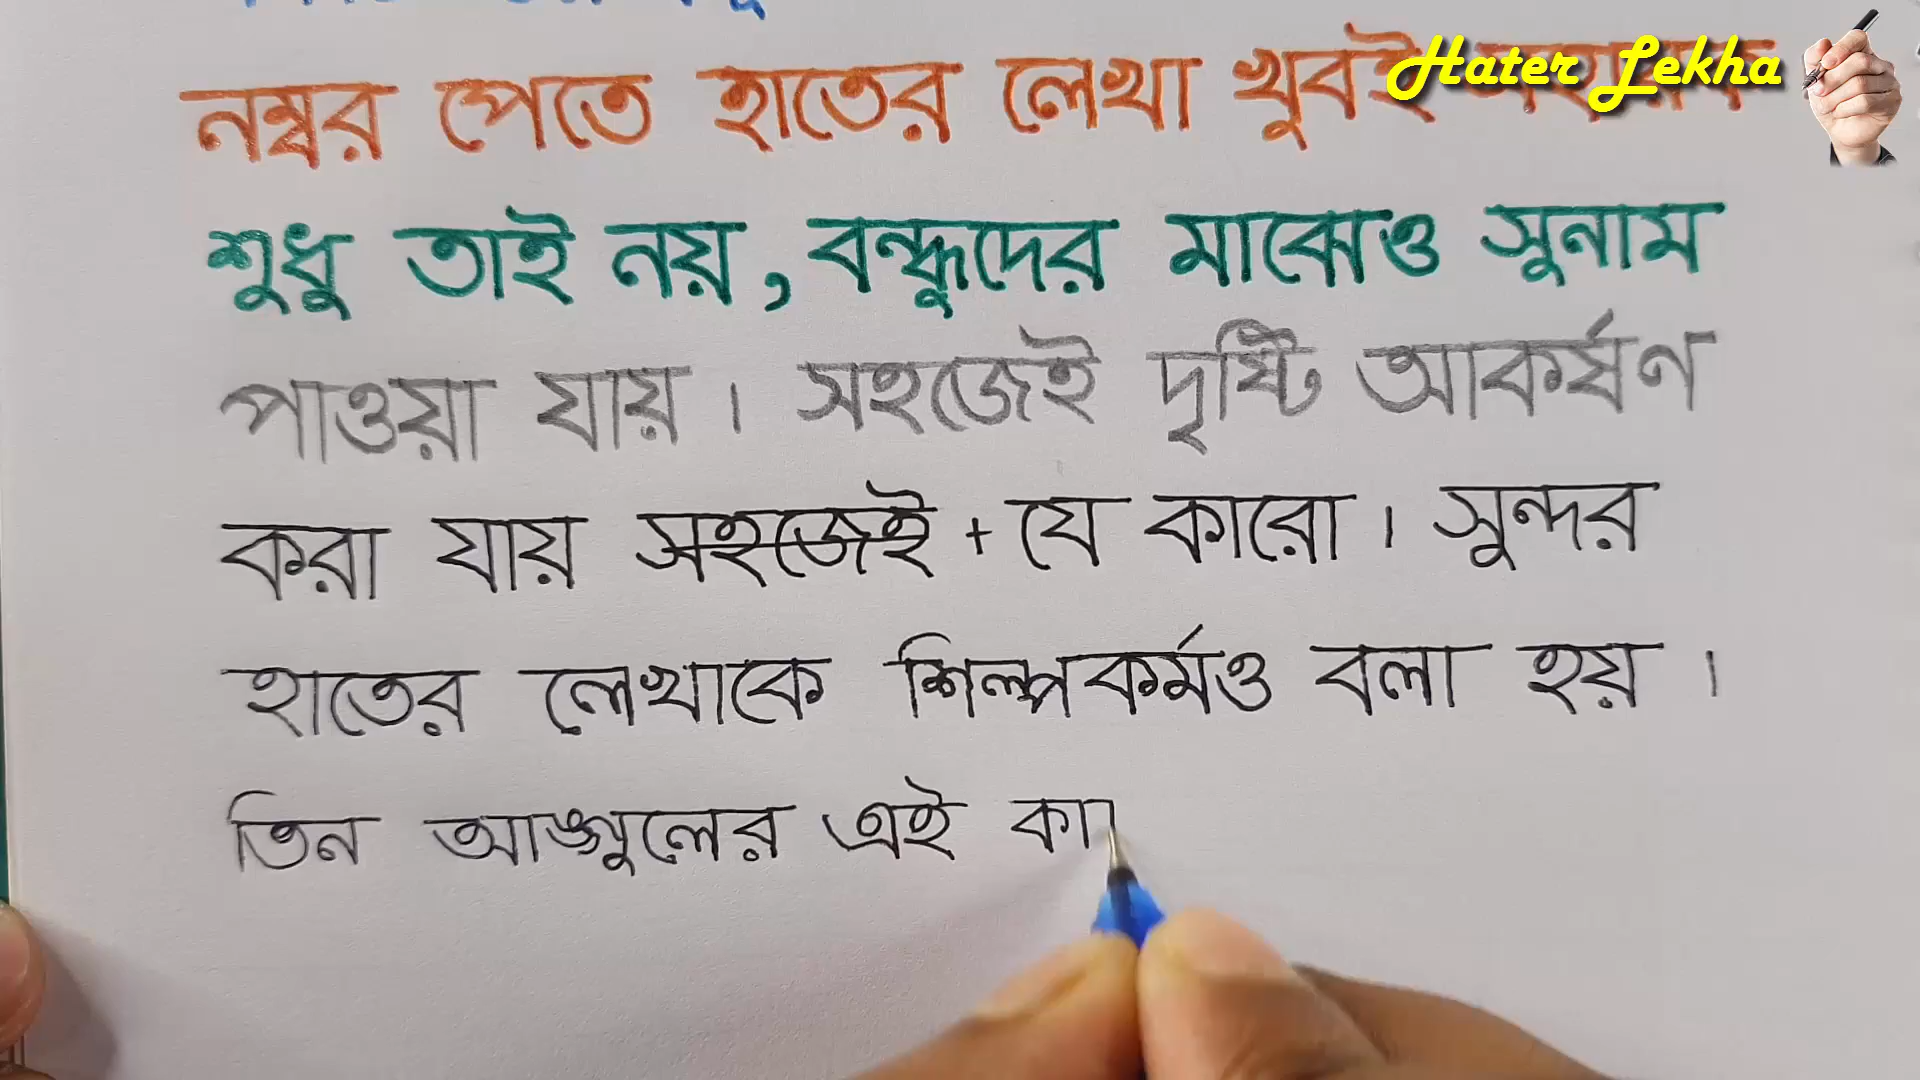 নম্বর পেতে হাতের লেখা খুবই
Hater Lekha
শুধু তাই নয়, বন্ধুদের মাঝেও সুনাম
পাওয়া যায়। সহজেই দৃষ্টি আকর্ষণ
করা যায় সহজেই + যে কারো। সুন্দর
হাতের লেখাকে শিল্পকর্মও বলা হয়।
তিন আঙ্গুলের এই কা